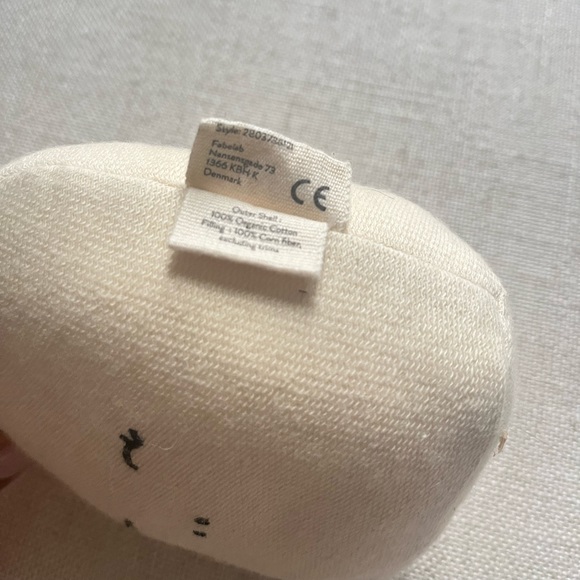 Style:
Fabelab
Nansensgade 73
1366 KBH K
Denmark
CE
Outer Shell:
100% Organic Cotton
Filling: 100% Corn fiber,
excluding trims